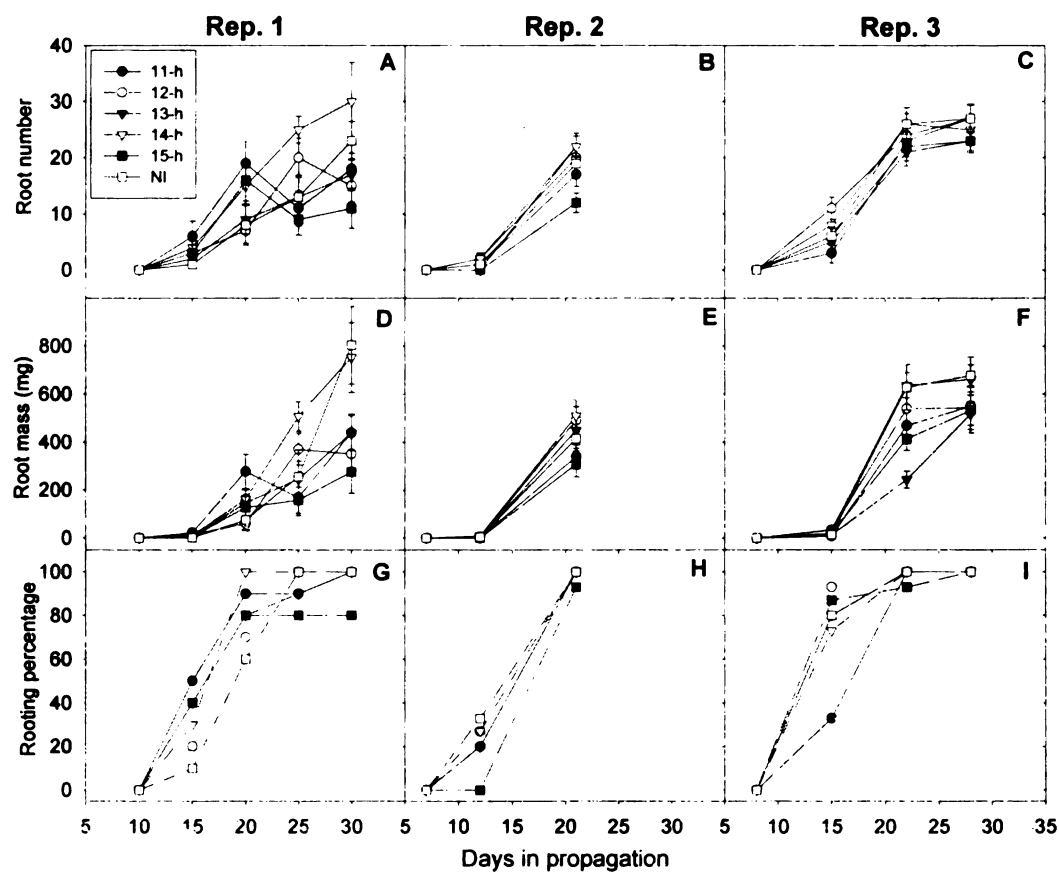 Rep. 1 Rep. 2 Rep. 3
Root number
40
30
20
10
0
11-h
12-h
13-h
14-h
15-h
NI
A
B
C
Root mass (mg)
800
600
400
200
0
D
E
F
Rooting percentage
100
80
60
40
20
0
G
H
I
5 10 15 20 25 30 5 10 15 20 25 30 5 10 15 20 25 30 35
Days in propagation